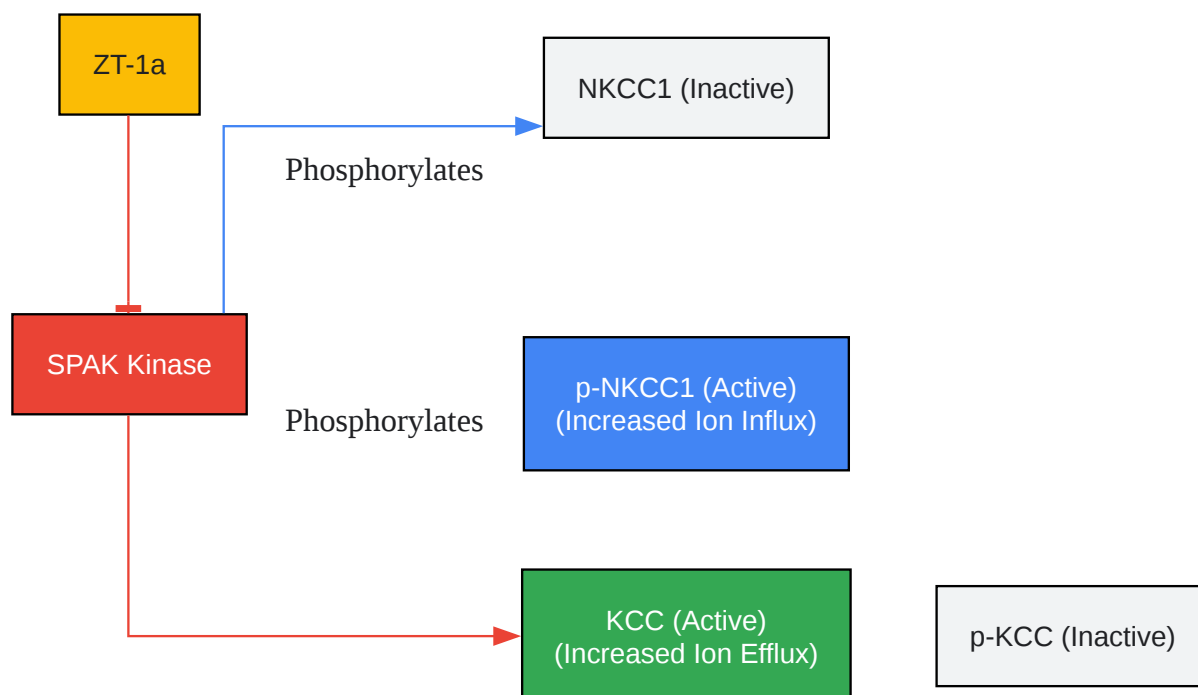 ZT-1a
NKCC1 (Inactive)
Phosphorylates
SPAK Kinase
p-NKCC1 (Active)
(Increased Ion Influx)
Phosphorylates
KCC (Active)
(Increased Ion Efflux)
p-KCC (Inactive)